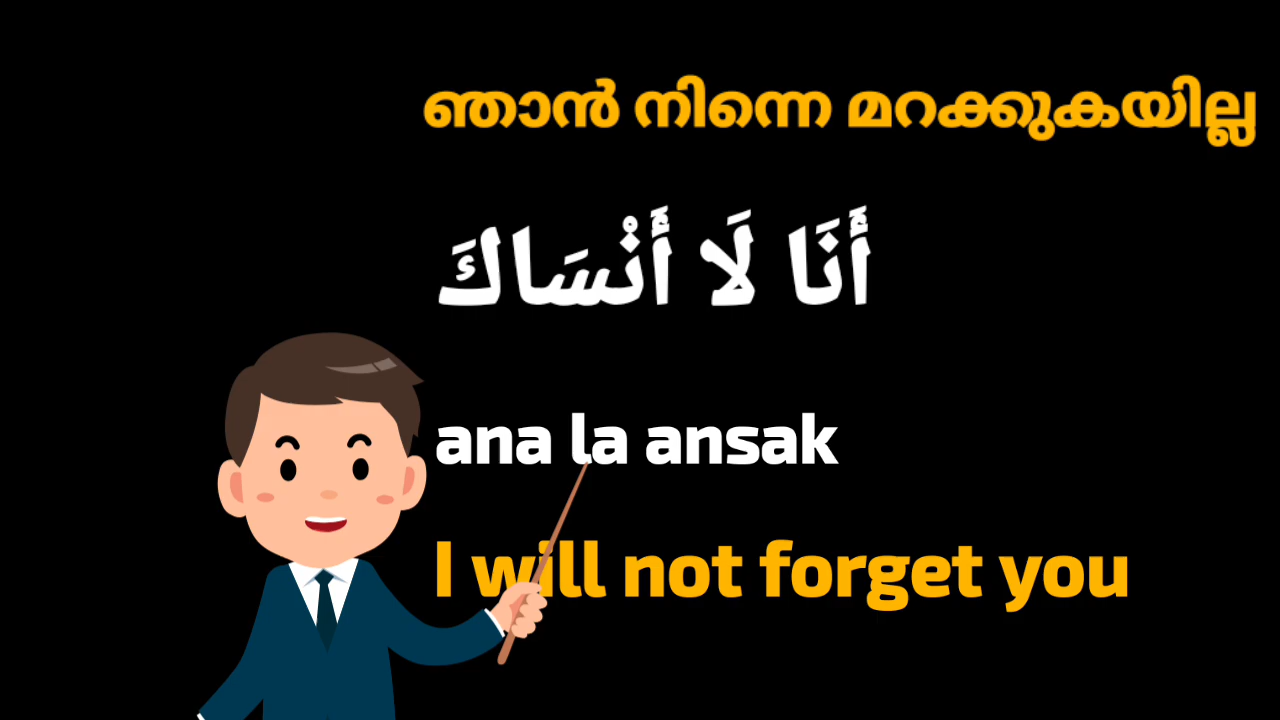 ഞാൻ നിന്നെ മറക്കുകയില്ല
أَنَا لَا أَنْسَاكَ
ana la ansak
I will not forget you